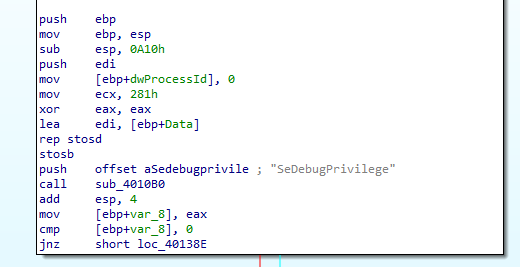 push ebp
mov ebp, esp
sub esp, 0A10h
push edi
mov [ebp+dwProcessId], 0
mov ecx, 281h
xor eax, eax
lea edi, [ebp+Data]
rep stosd
stosb
push offset aSedebugprivile ; "SeDebugPrivilege"
call sub_4010B0
add esp, 4
mov [ebp+var_8], eax
cmp [ebp+var_8], 0
jnz short loc_40138E